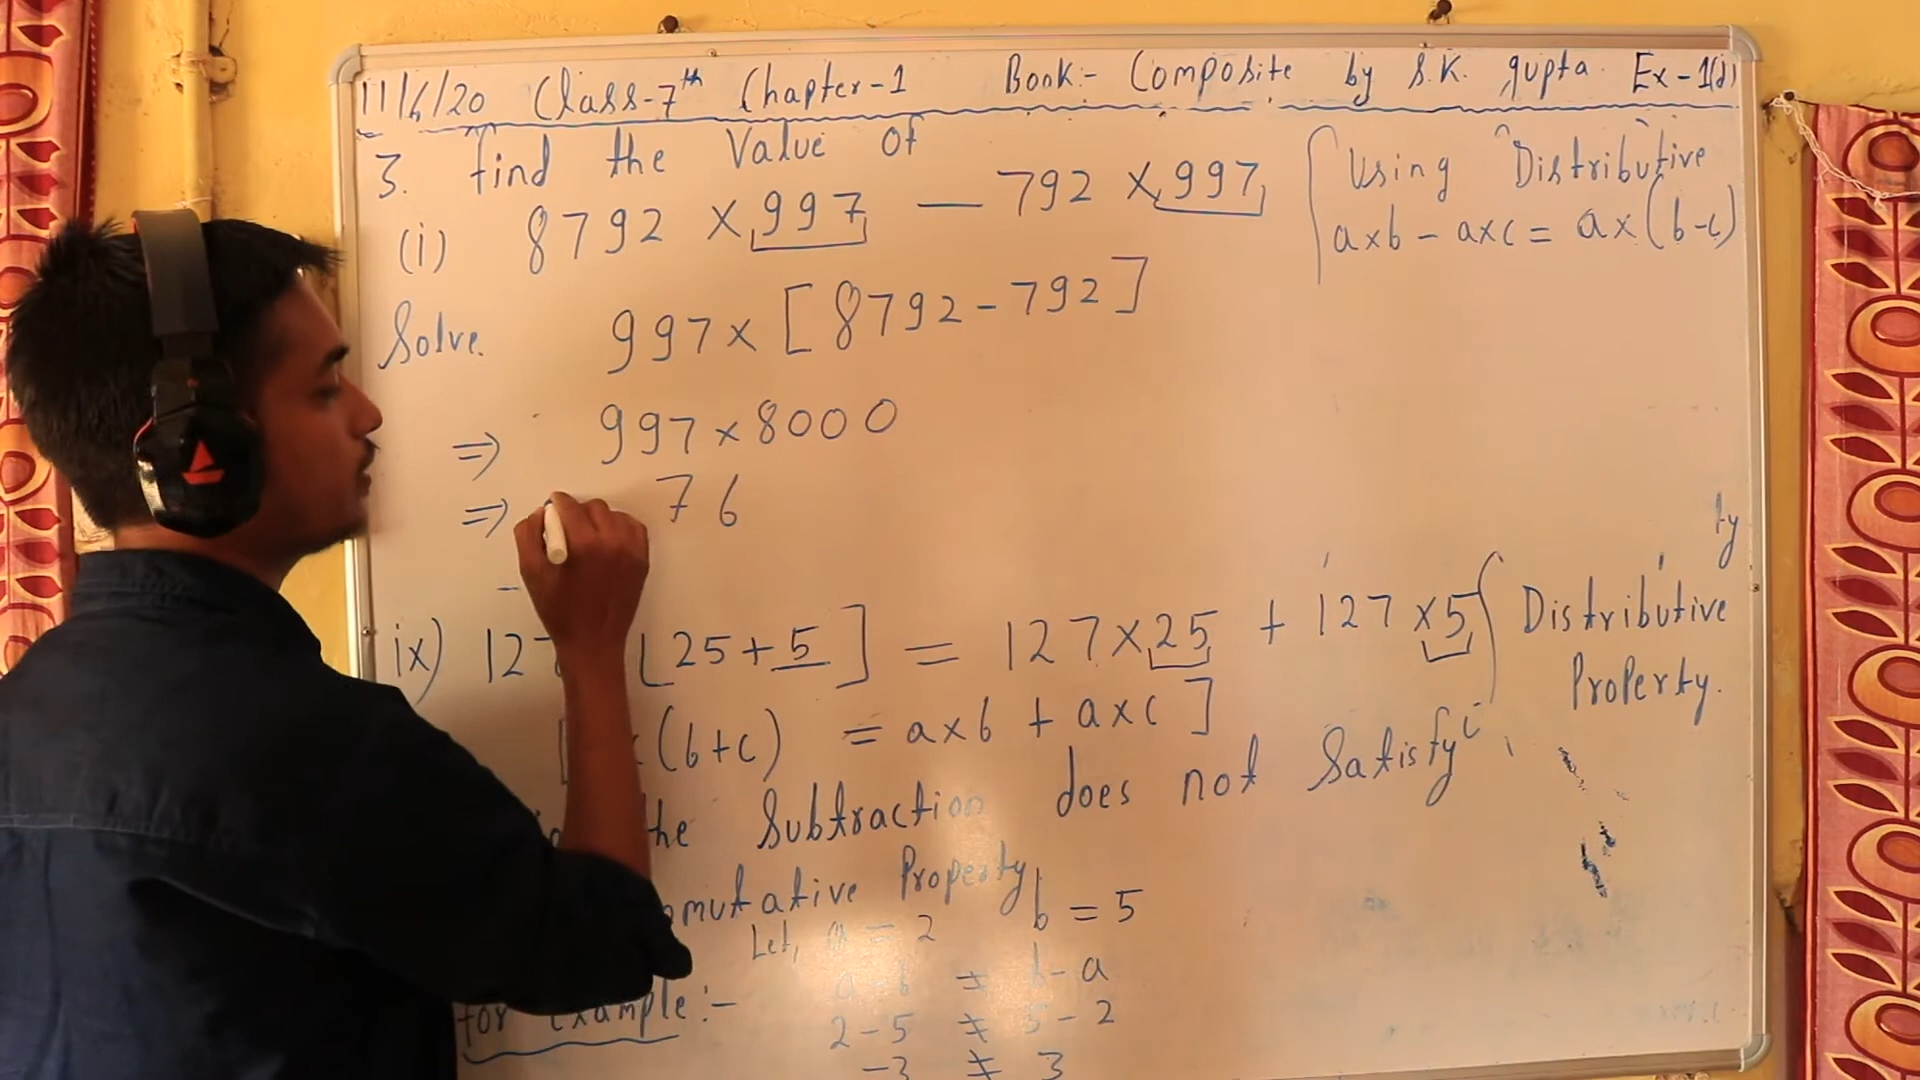 11/6/20 Class-7th Chapter-1 Book:- Composite by S.K. gupta. Ex-1(d)
3. find the Value of
(i) 8792 ×997 — 792 ×997
Using Distributive
a×b - a×c = a×(b-c)
Solve. 997× [8792-792]
⇒ 997×8000
⇒ 76
ty
ix) 127 [25+5] = 127×25 + 127×5
Distributive
Property.
(b+c) = a×b + a×c]
the Subtraction does not Satisfy
mutative Property
Let, a = 2 b = 5
for Example:- a-b ≠ b-a
2-5 ≠ 5-2
-3 ≠ 3